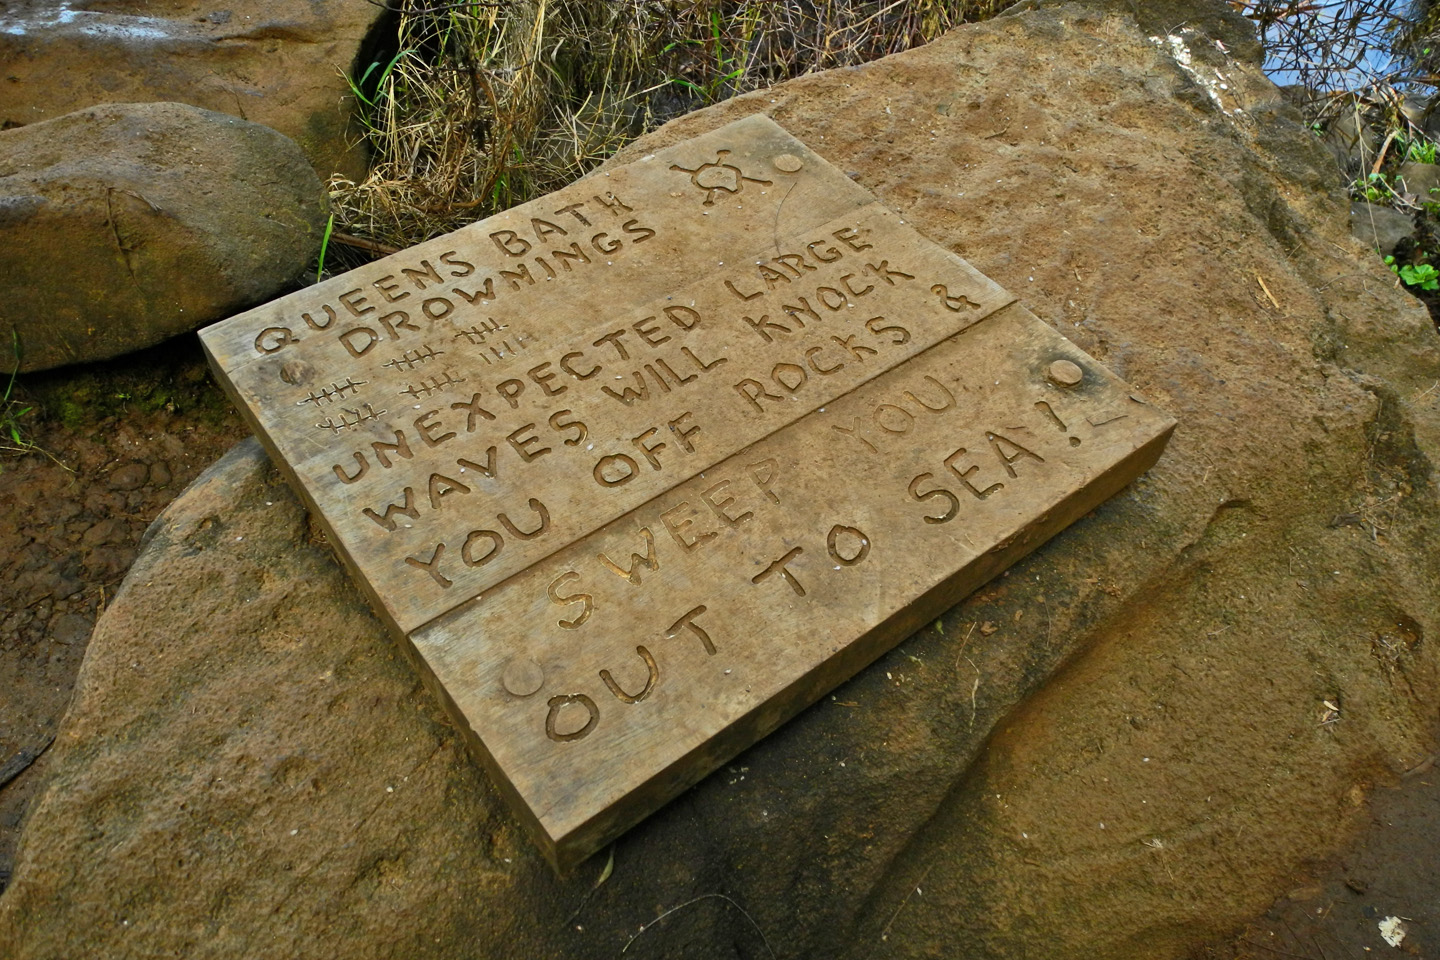 QUEENS BATH
DROWNINGS
UNEXPECTED LARGE
WAVES WILL KNOCK
YOU OFF ROCKS &
SWEEP YOU
OUT TO SEA!